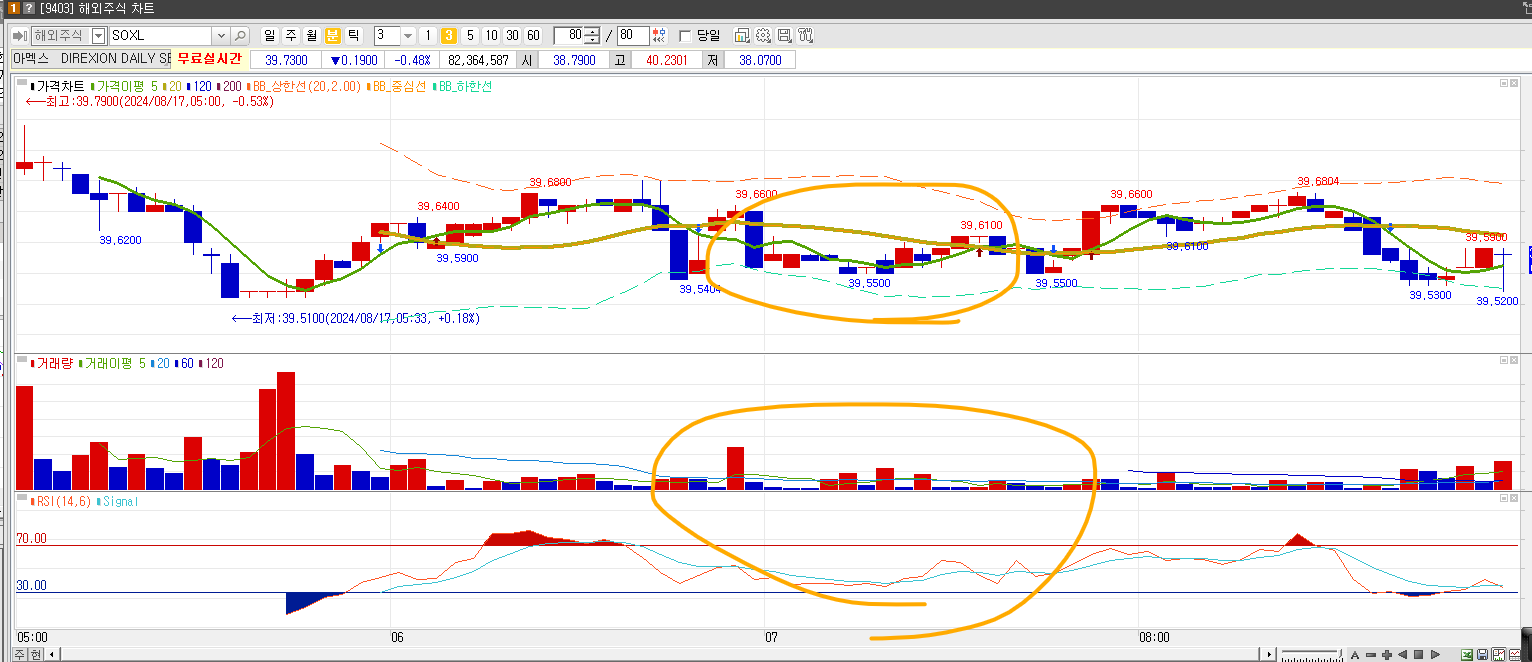 1 ? [9403] 해외주식 차트
해외주식 SOXL 일 주 월 분 틱 3 1 3 5 10 30 60 80 / 80 당일
아멕스 DIREXION DAILY SE 무료실시간 39.7300 ▼0.1900 -0.48% 82,364,587 시 38.7900 고 40.2301 저 38.0700
가격차트 가격이평 5 20 120 200 BB_상한선(20,2.00) BB_중심선 BB_하한선
←최고:39.7900(2024/08/17,05:00, -0.53%)
39.6200
39.6400
39.5900
39.6800
39.5404
39.6600
39.5500
39.6100
39.5500
39.6600
39.6100
39.6804
39.5300
39.5900
39.5200
←최저:39.5100(2024/08/17,05:33, +0.18%)
거래량 거래이평 5 20 60 120
RSI(14,6) Signal
70.00
30.00
05:00 06 07 08:00
주 현 A